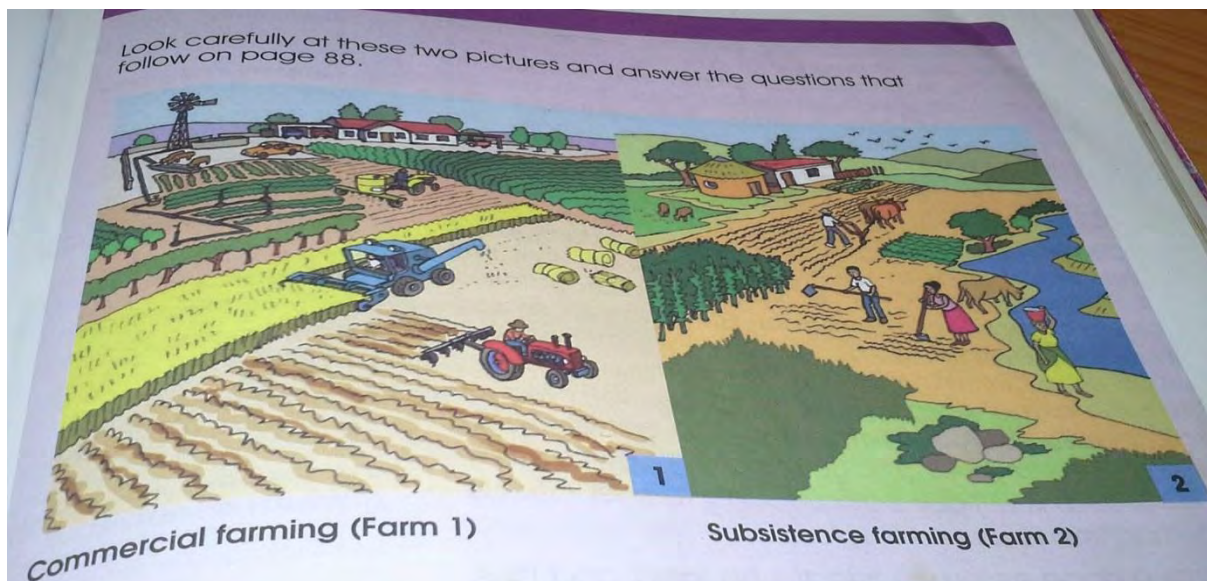 Look carefully at these two pictures and answer the questions that
follow on page 88.
1
2
Commercial farming (Farm 1)
Subsistence farming (Farm 2)